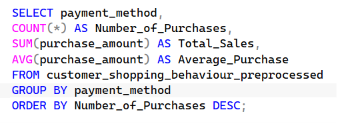 SELECT payment_method,
COUNT(*) AS Number_of_Purchases,
SUM(purchase_amount) AS Total_Sales,
AVG(purchase_amount) AS Average_Purchase
FROM customer_shopping_behaviour_preprocessed
GROUP BY payment_method
ORDER BY Number_of_Purchases DESC;